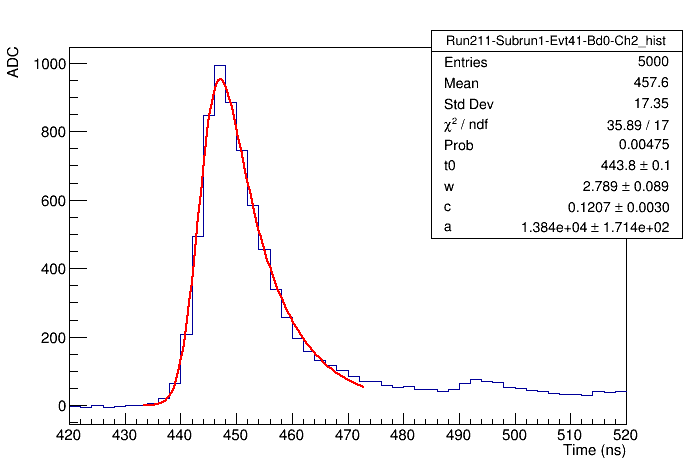 Run211-Subrun1-Evt41-Bd0-Ch2_hist
Entries 5000
Mean 457.6
Std Dev 17.35
χ² / ndf 35.89 / 17
Prob 0.00475
t0 443.8 ± 0.1
w 2.789 ± 0.089
c 0.1207 ± 0.0030
a 1.384e+04 ± 1.714e+02
ADC
1000
800
600
400
200
0
420 430 440 450 460 470 480 490 500 510 520
Time (ns)